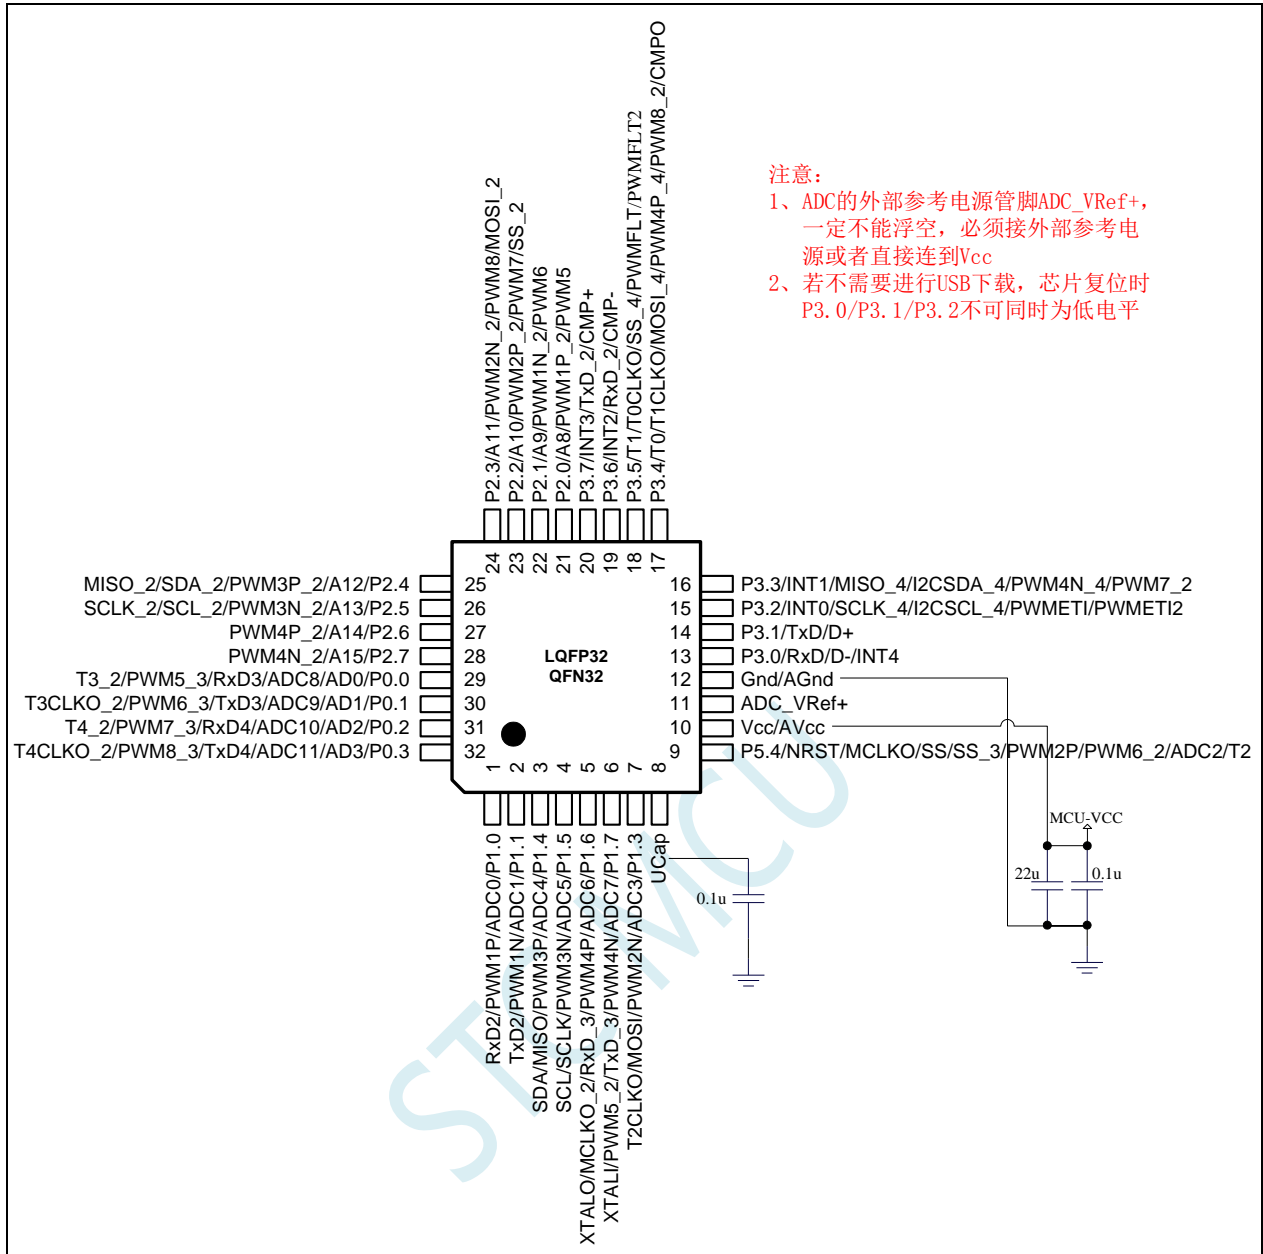 P2.3/A11/PWM2N_2/PWM8/MOSI_2
P2.2/A10/PWM2P_2/PWM7/SS_2
P2.1/A9/PWM1N_2/PWM6
P2.0/A8/PWM1P_2/PWM5
P3.7/INT3/TxD_2/CMP+
P3.6/INT2/RxD_2/CMP-
P3.5/T1/T0CLKO/SS_4/PWMFLT/PWMFLT2
P3.4/T0/T1CLKO/MOSI_4/PWM4P_4/PWM8_2/CMPO
注意：
1、ADC的外部参考电源管脚ADC_VRef+，
一定不能浮空，必须接外部参考电
源或者直接连到Vcc
2、若不需要进行USB下载，芯片复位时
P3.0/P3.1/P3.2不可同时为低电平
24 23 22 21 20 19 18 17
MISO_2/SDA_2/PWM3P_2/A12/P2.4 25
SCLK_2/SCL_2/PWM3N_2/A13/P2.5 26
PWM4P_2/A14/P2.6 27
PWM4N_2/A15/P2.7 28
T3_2/PWM5_3/RxD3/ADC8/AD0/P0.0 29
T3CLKO_2/PWM6_3/TxD3/ADC9/AD1/P0.1 30
T4_2/PWM7_3/RxD4/ADC10/AD2/P0.2 31
T4CLKO_2/PWM8_3/TxD4/ADC11/AD3/P0.3 32
LQFP32
QFN32
16 P3.3/INT1/MISO_4/I2CSDA_4/PWM4N_4/PWM7_2
15 P3.2/INT0/SCLK_4/I2CSCL_4/PWMETI/PWMETI2
14 P3.1/TxD/D+
13 P3.0/RxD/D-/INT4
12 Gnd/AGnd
11 ADC_VRef+
10 Vcc/AVcc
9 P5.4/NRST/MCLKO/SS/SS_3/PWM2P/PWM6_2/ADC2/T2
1 2 3 4 5 6 7 8
RxD2/PWM1P/ADC0/P1.0
TxD2/PWM1N/ADC1/P1.1
SDA/MISO/PWM3P/ADC4/P1.4
SCL/SCLK/PWM3N/ADC5/P1.5
XTALO/MCLKO_2/RxD_3/PWM4P/ADC6/P1.6
XTALI/PWM5_2/TxD_3/PWM4N/ADC7/P1.7
T2CLKO/MOSI/PWM2N/ADC3/P1.3
UCap
0.1u
MCU-VCC
22u
0.1u
STC MCU